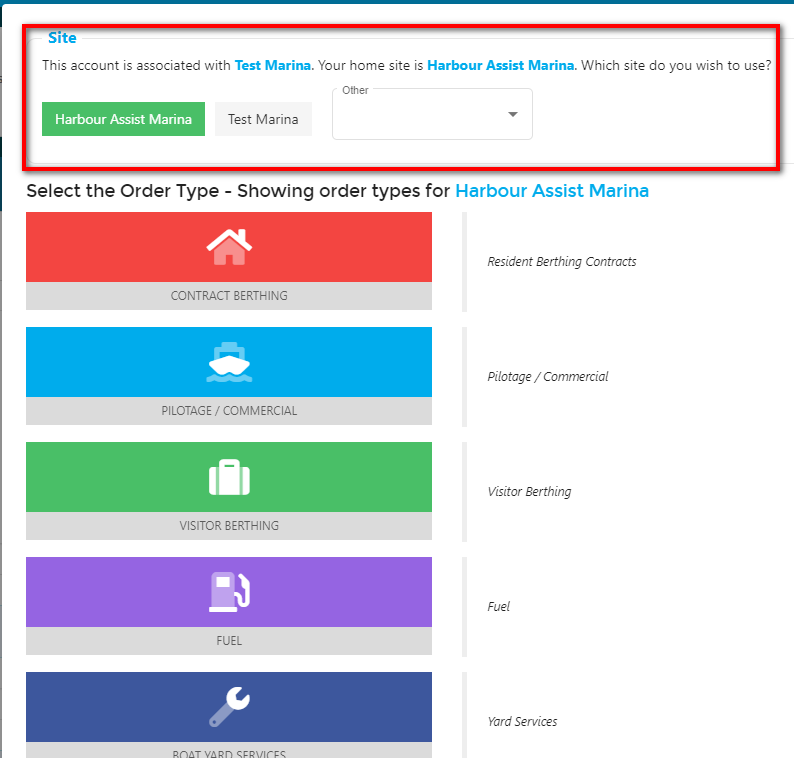 Site
This account is associated with Test Marina. Your home site is Harbour Assist Marina. Which site do you wish to use?
Other
Harbour Assist Marina
Test Marina
Select the Order Type - Showing order types for Harbour Assist Marina
Resident Berthing Contracts
CONTRACT BERTHING
Pilotage / Commercial
PILOTAGE / COMMERCIAL
Visitor Berthing
VISITOR BERTHING
Fuel
FUEL
Yard Services
BOAT YARD SERVICES